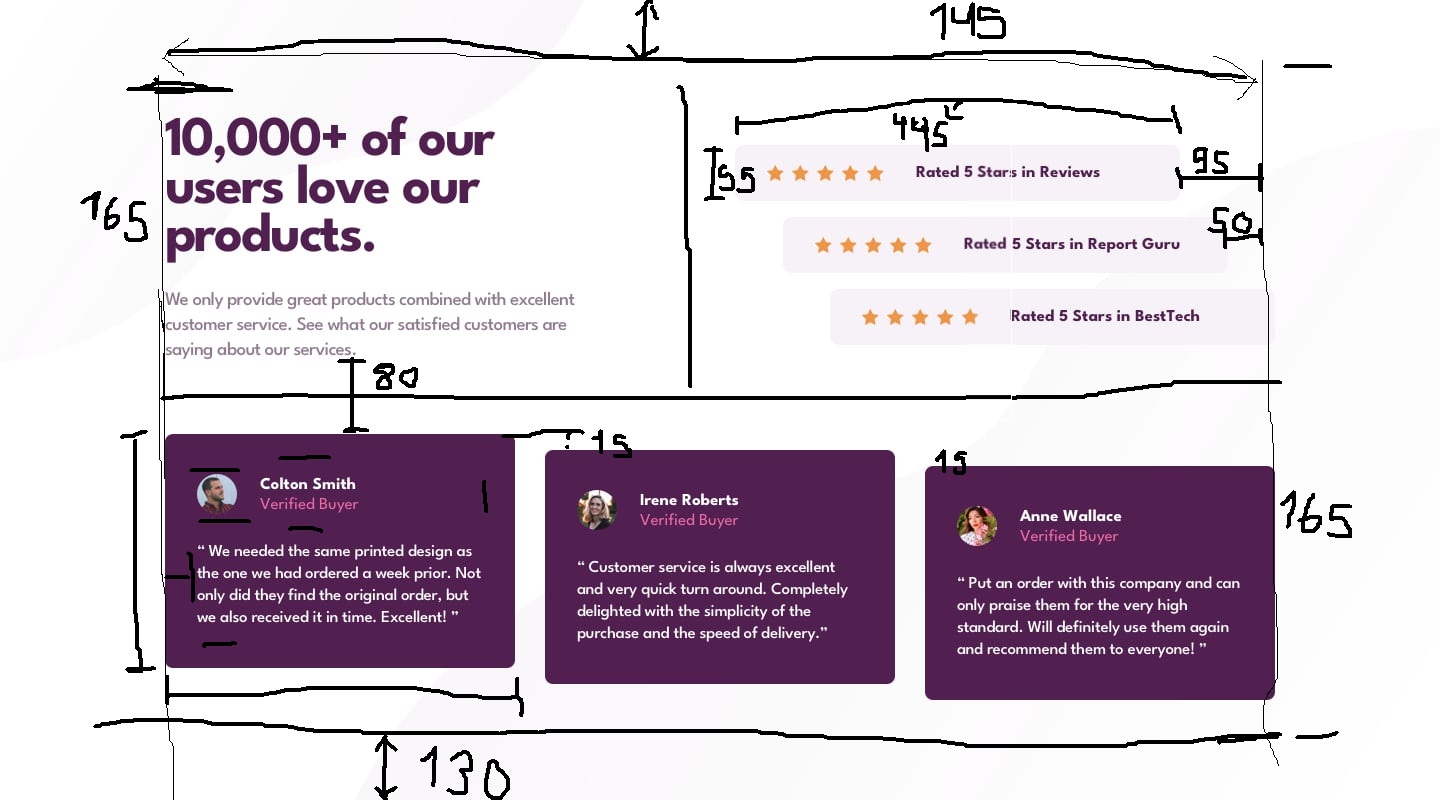 145
10,000+ of our
users love our
products.
165
We only provide great products combined with excellent
customer service. See what our satisfied customers are
saying about our services.
445
55
95
Rated 5 Stars in Reviews
50
Rated 5 Stars in Report Guru
Rated 5 Stars in BestTech
80
15
15
Colton Smith
Verified Buyer
“ We needed the same printed design as
the one we had ordered a week prior. Not
only did they find the original order, but
we also received it in time. Excellent! ”
Irene Roberts
Verified Buyer
“ Customer service is always excellent
and very quick turn around. Completely
delighted with the simplicity of the
purchase and the speed of delivery.”
Anne Wallace
Verified Buyer
“ Put an order with this company and can
only praise them for the very high
standard. Will definitely use them again
and recommend them to everyone! ”
165
130